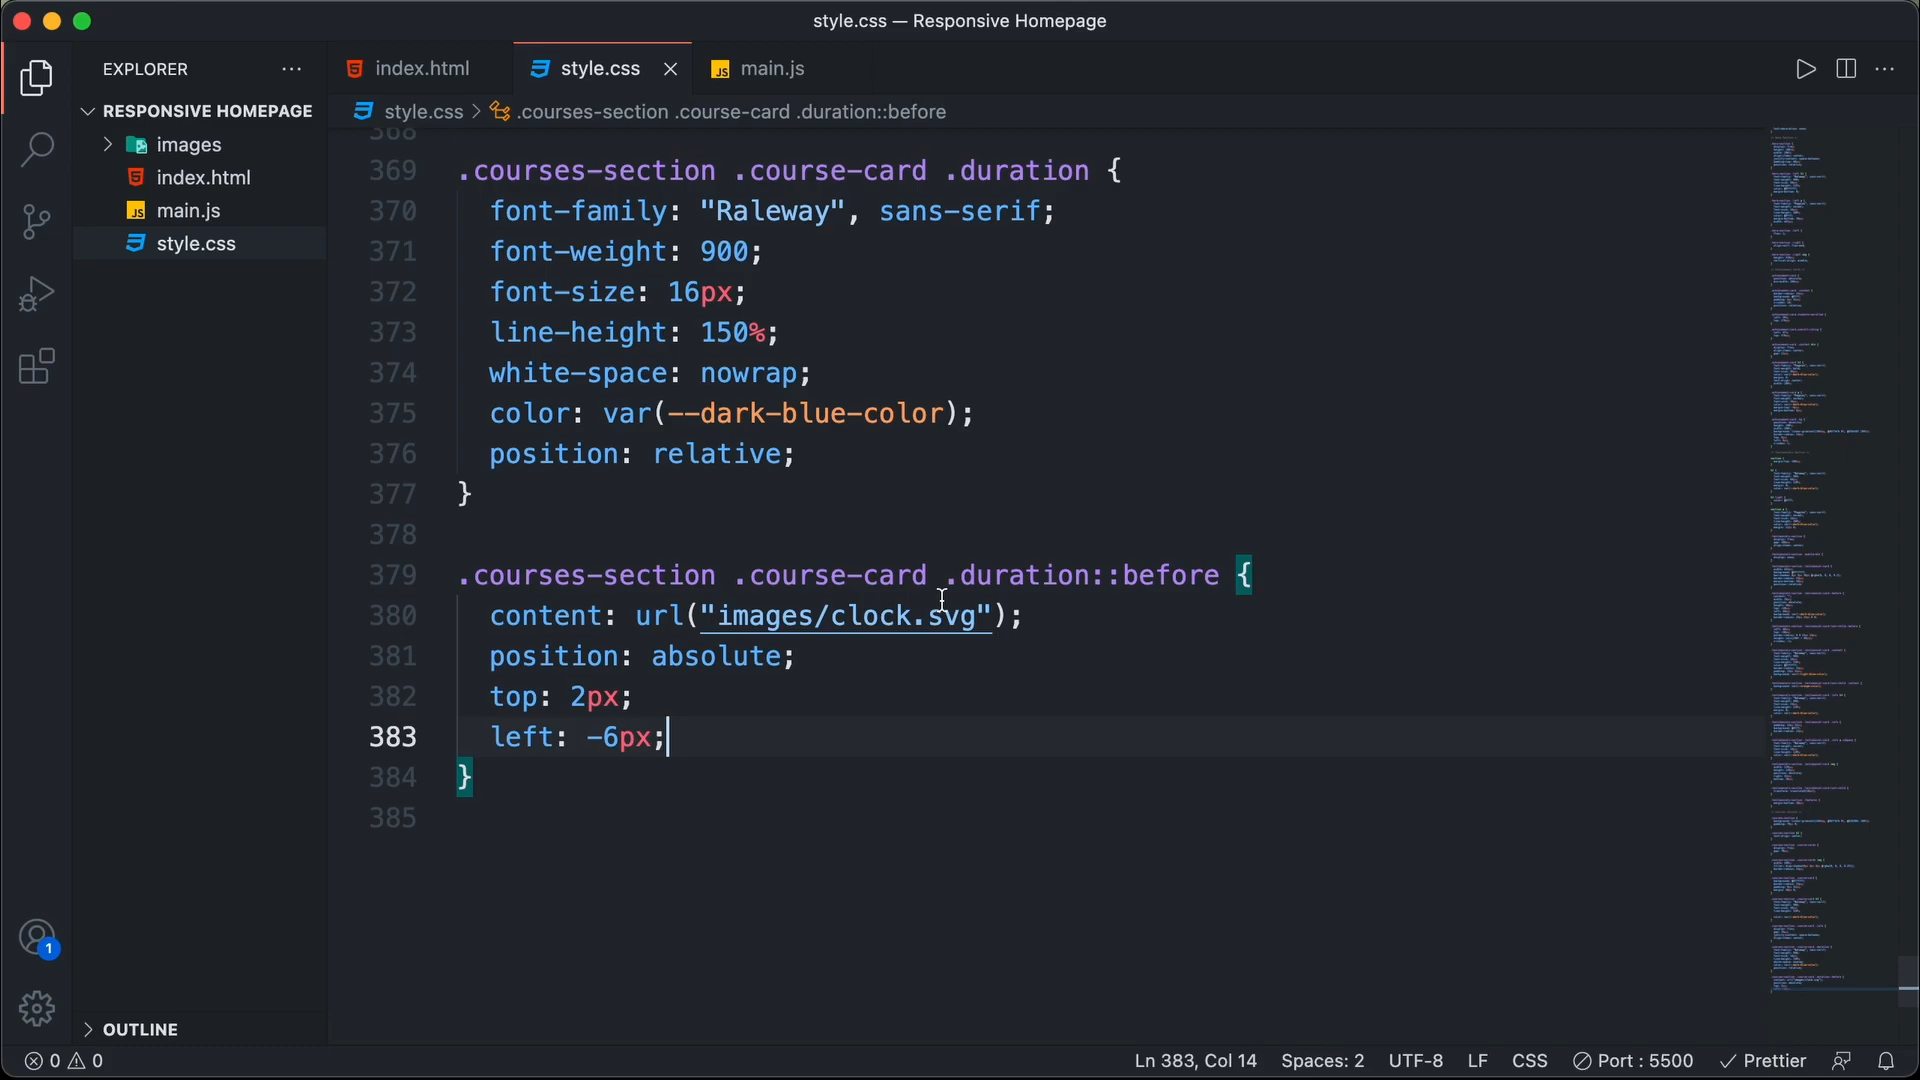 style.css — Responsive Homepage
EXPLORER
index.html
style.css
main.js
RESPONSIVE HOMEPAGE
style.css > .courses-section .course-card .duration::before
images
index.html
main.js
style.css
368
369 .courses-section .course-card .duration {
370 font-family: "Raleway", sans-serif;
371 font-weight: 900;
372 font-size: 16px;
373 line-height: 150%;
374 white-space: nowrap;
375 color: var(--dark-blue-color);
376 position: relative;
377 }
378
379 .courses-section .course-card .duration::before {
380 content: url("images/clock.svg");
381 position: absolute;
382 top: 2px;
383 left: -6px;
384 }
385
1
OUTLINE
0 0
Ln 383, Col 14 Spaces: 2 UTF-8 LF CSS Port : 5500 Prettier